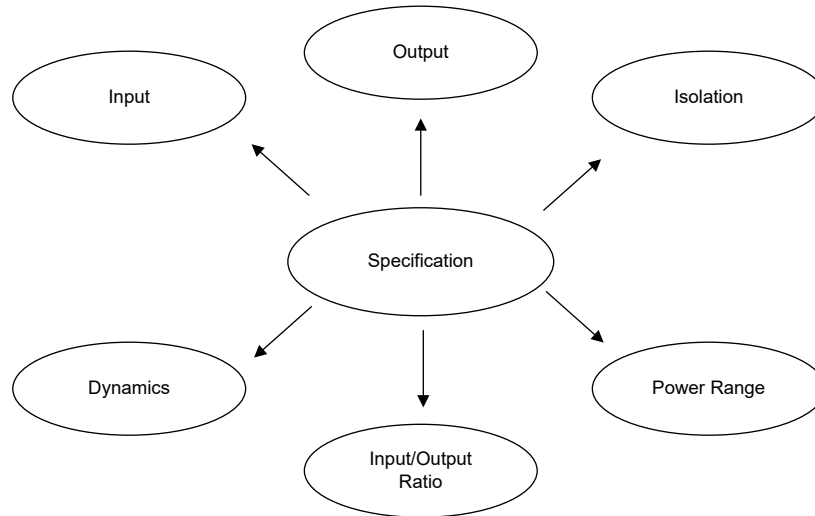 Output
Input
Isolation
Specification
Dynamics
Power Range
Input/Output
Ratio